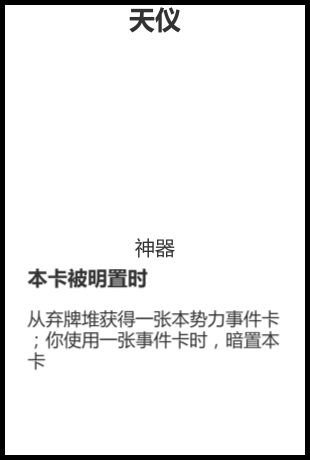 天仪
神器
本卡被明置时
从弃牌堆获得一张本势力事件卡
；你使用一张事件卡时，暗置本
卡